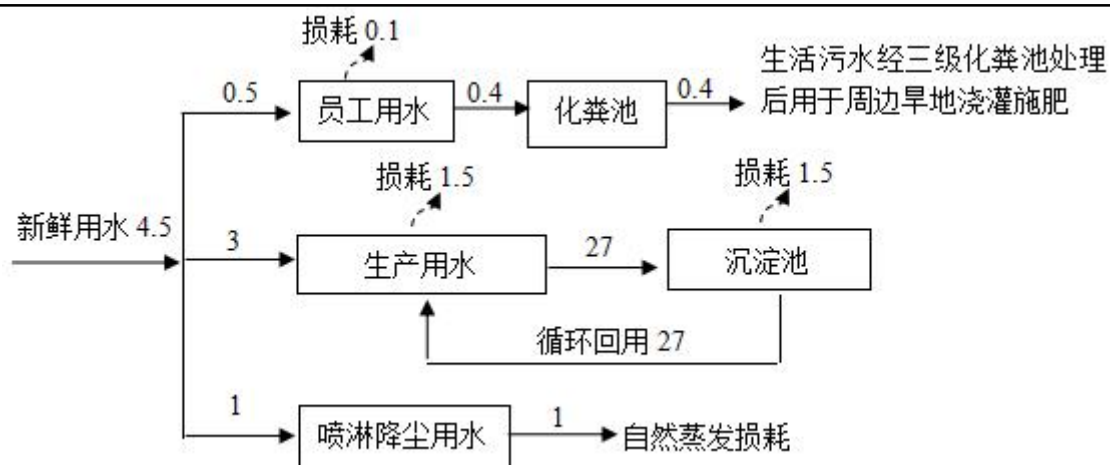 损耗 0.1
生活污水经三级化粪池处理
后用于周边旱地浇灌施肥
0.5
员工用水
0.4
化粪池
0.4
损耗 1.5
损耗 1.5
新鲜用水 4.5
3
生产用水
27
沉淀池
循环回用 27
1
喷淋降尘用水
1
自然蒸发损耗